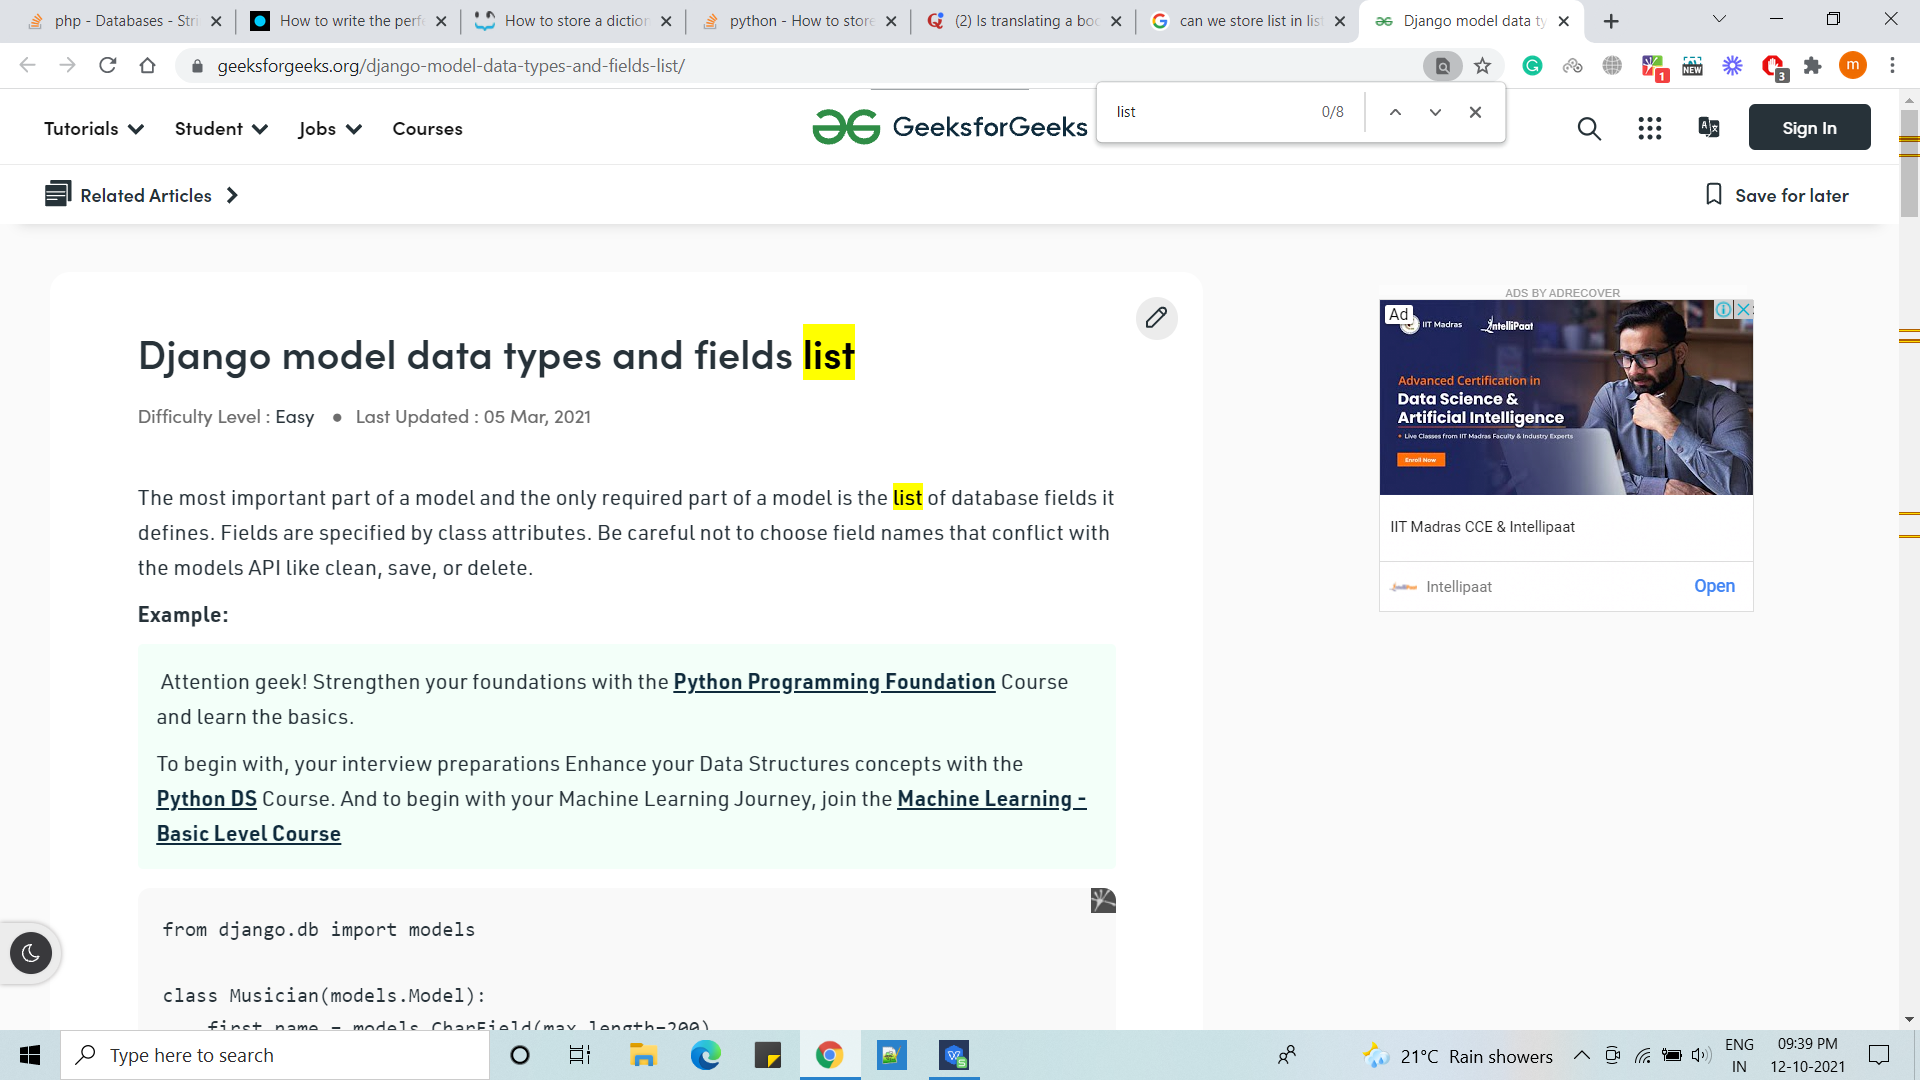 php - Databases - Stri
How to write the perfe
How to store a diction
python - How to store
(2) Is translating a boo
can we store list in list
Django model data ty
geeksforgeeks.org/django-model-data-types-and-fields-list/
1
NEW
3
m
list
0/8
Tutorials
Student
Jobs
Courses
GeeksforGeeks
Sign In
Related Articles
Save for later
Django model data types and fields list
Difficulty Level : Easy
Last Updated : 05 Mar, 2021
The most important part of a model and the only required part of a model is the list of database fields it
defines. Fields are specified by class attributes. Be careful not to choose field names that conflict with
the models API like clean, save, or delete.
Example:
Attention geek! Strengthen your foundations with the Python Programming Foundation Course
and learn the basics.
To begin with, your interview preparations Enhance your Data Structures concepts with the
Python DS Course. And to begin with your Machine Learning Journey, join the Machine Learning -
Basic Level Course
from django.db import models
class Musician(models.Model):
first_name = models.CharField(max_length=200)
ADS BY ADRECOVER
Ad
IIT Madras
IntelliPaat
Advanced Certification in
Data Science &
Artificial Intelligence
• Live Classes from IIT Madras Faculty & Industry Experts
Enroll Now
IIT Madras CCE & Intellipaat
Intellipaat
Open
Type here to search
21°C Rain showers
ENG
IN
09:39 PM
12-10-2021